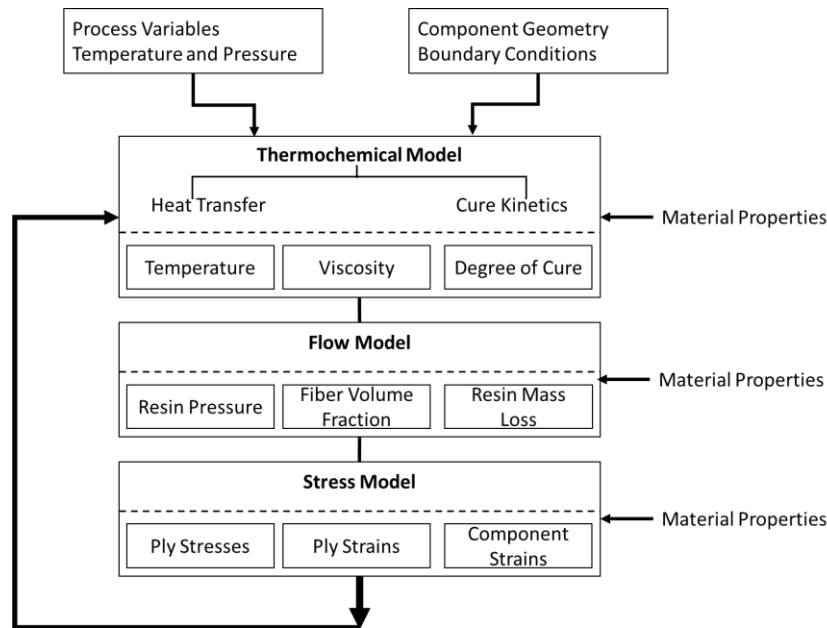 Process Variables
Temperature and Pressure
Component Geometry
Boundary Conditions
Thermochemical Model
Heat Transfer
Cure Kinetics
Material Properties
Temperature
Viscosity
Degree of Cure
Flow Model
Material Properties
Resin Pressure
Fiber Volume
Fraction
Resin Mass
Loss
Stress Model
Material Properties
Ply Stresses
Ply Strains
Component
Strains